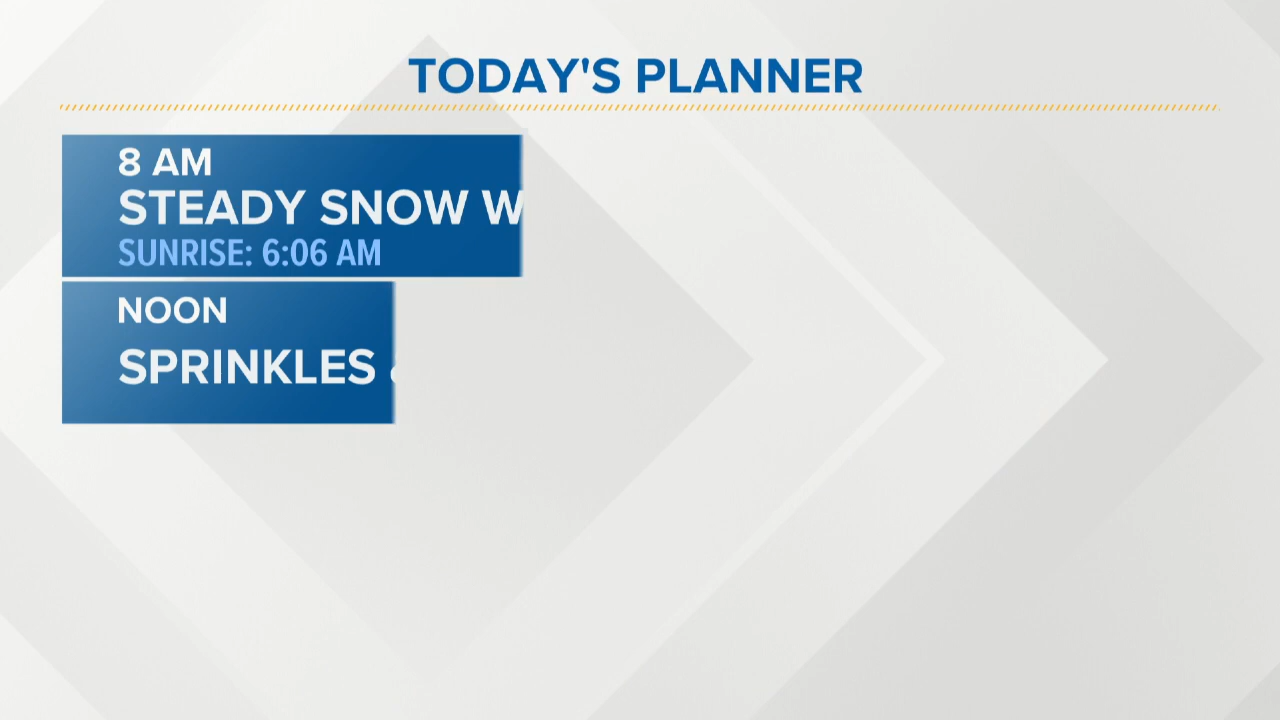 TODAY'S PLANNER
8 AM
STEADY SNOW W
SUNRISE: 6:06 AM
NOON
SPRINKLES